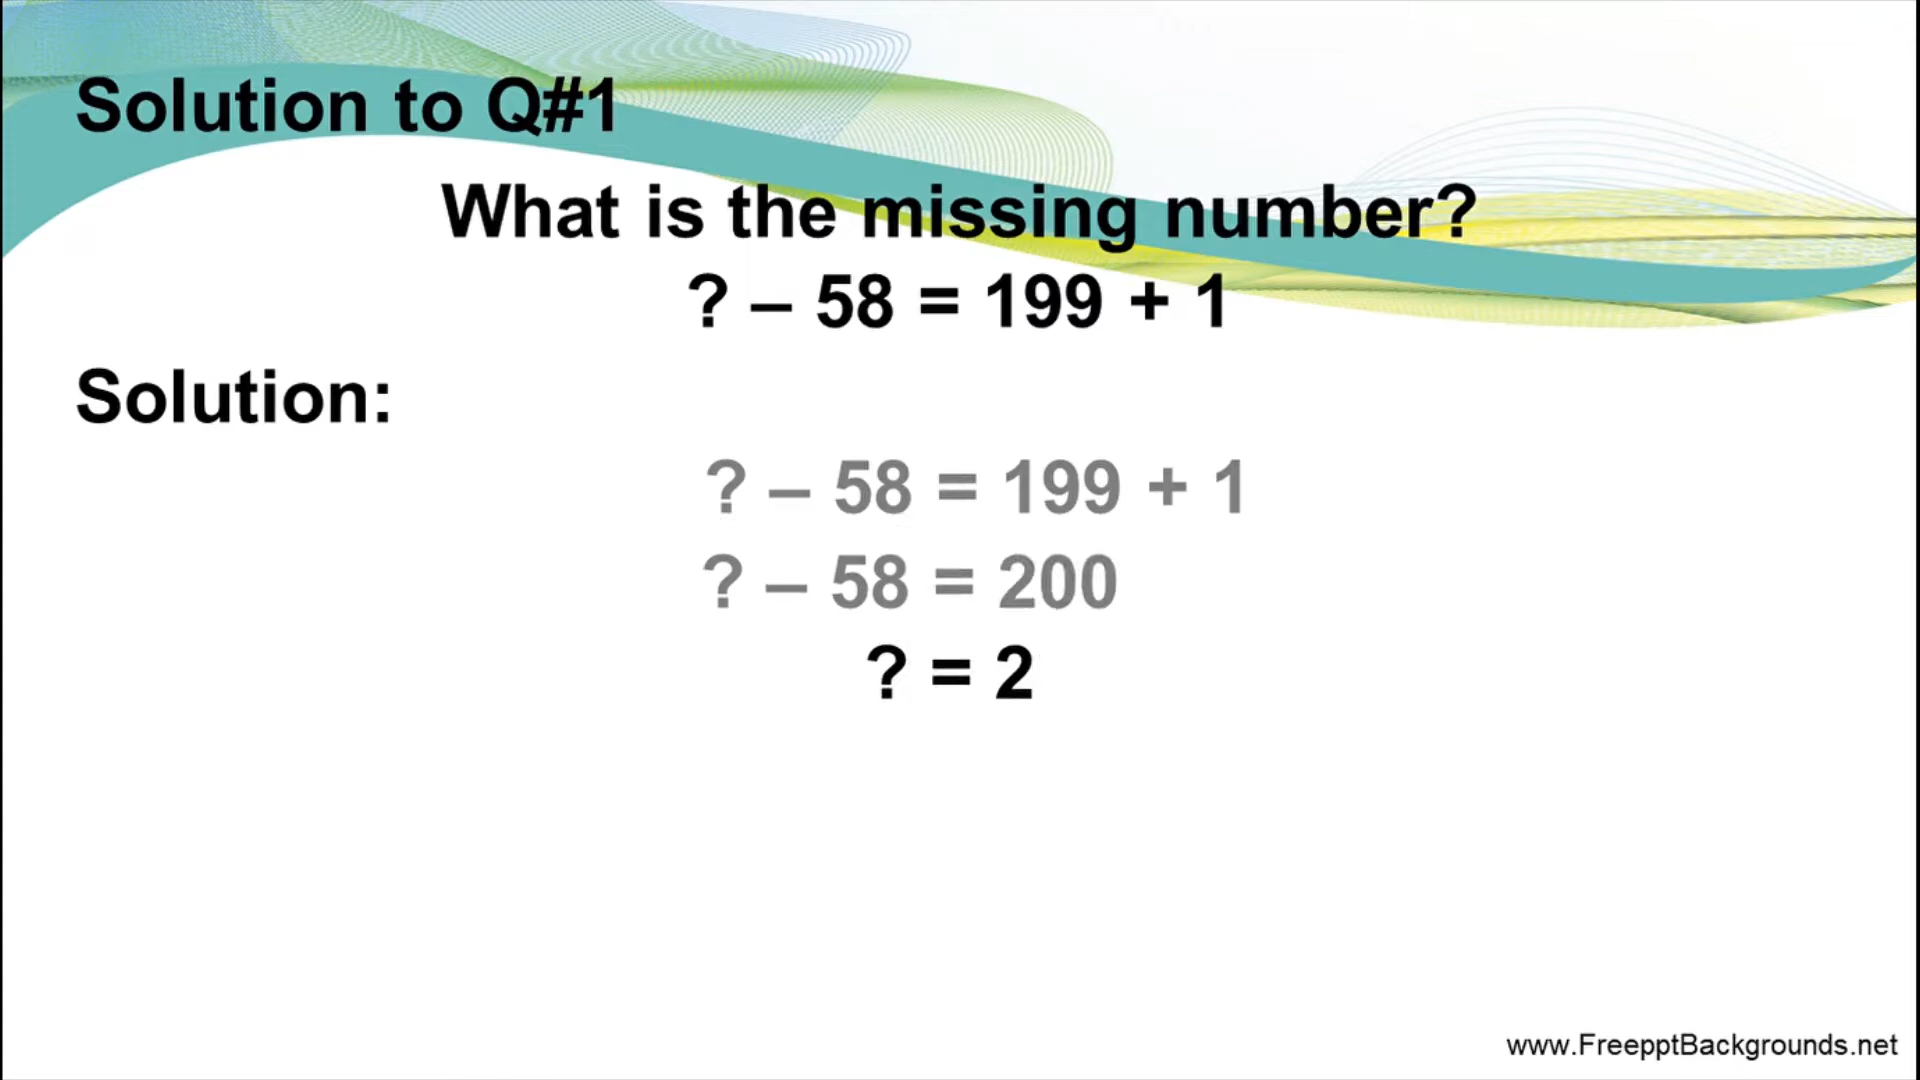 Solution to Q#1
What is the missing number?
? – 58 = 199 + 1
Solution:
? – 58 = 199 + 1
? – 58 = 200
? = 2
www.FreepptBackgrounds.net